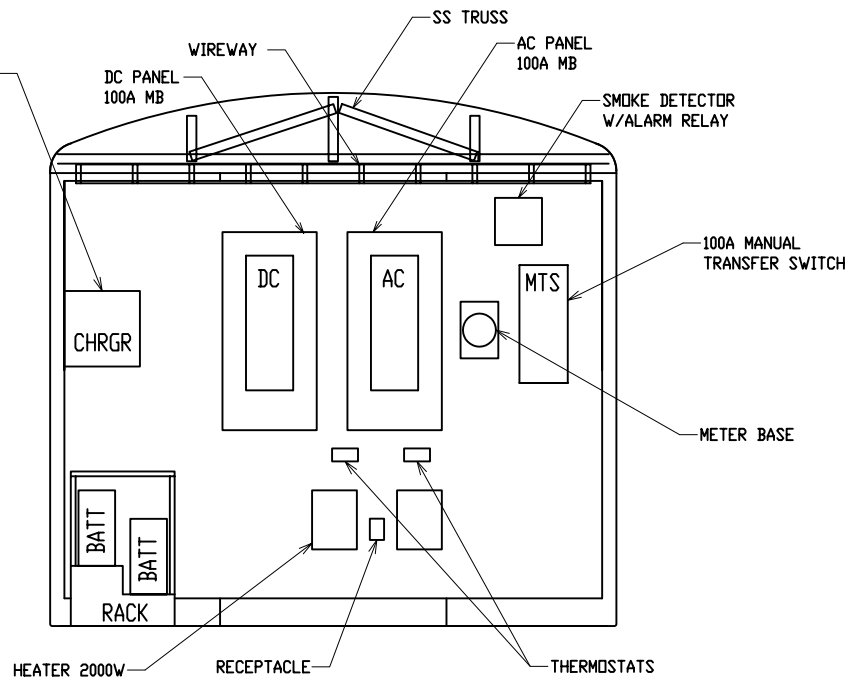 SS TRUSS
WIREWAY
AC PANEL
100A MB
DC PANEL
100A MB
SMOKE DETECTOR
W/ALARM RELAY
100A MANUAL
TRANSFER SWITCH
DC
AC
MTS
CHRGR
METER BASE
BATT
BATT
RACK
HEATER 2000W
RECEPTACLE
THERMOSTATS